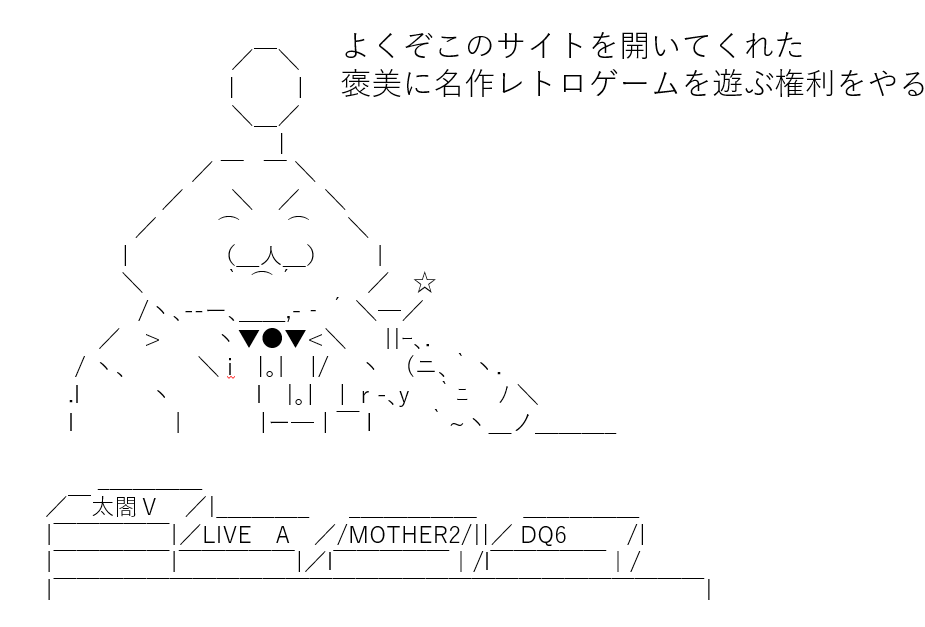 よくぞこのサイトを開いてくれた
褒美に名作レトロゲームを遊ぶ権利をやる
太閤V
LIVE A
MOTHER2
DQ6